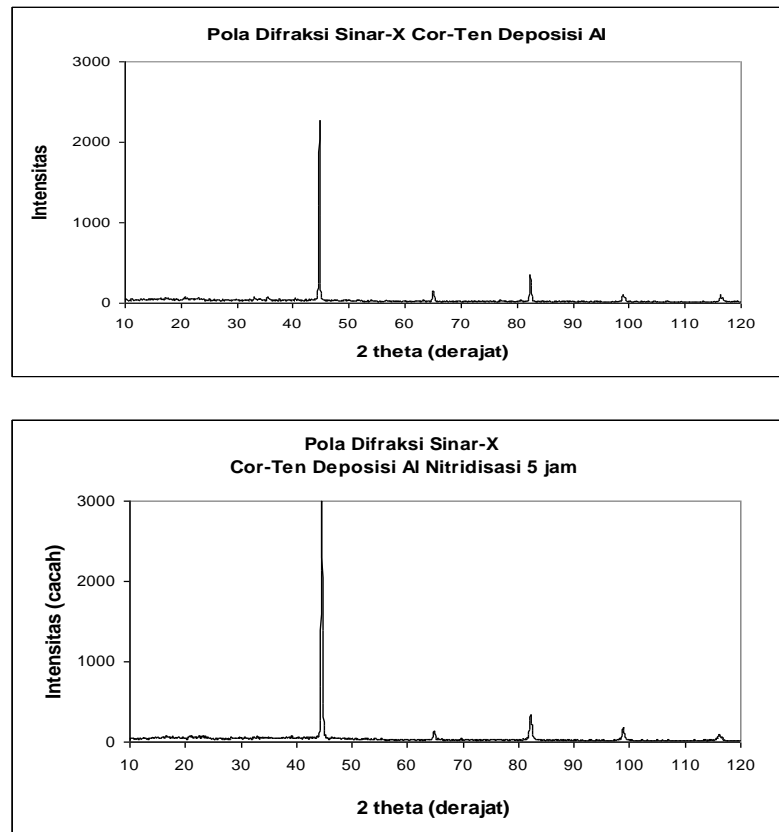 Pola Difraksi Sinar-X Cor-Ten Deposisi Al
3000
2000
1000
0
Intensitas
10 20 30 40 50 60 70 80 90 100 110 120
2 theta (derajat)
Pola Difraksi Sinar-X
Cor-Ten Deposisi Al Nitridisasi 5 jam
3000
2000
1000
0
Intensitas (cacah)
10 20 30 40 50 60 70 80 90 100 110 120
2 theta (derajat)